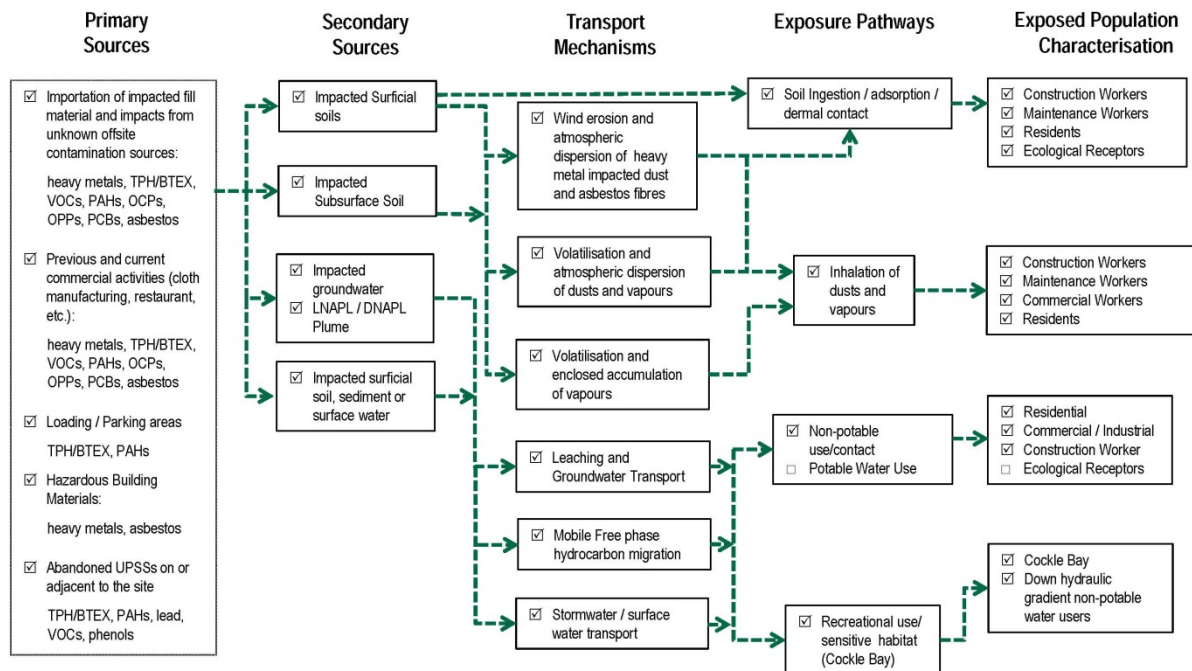 Primary
Sources
Secondary
Sources
Transport
Mechanisms
Exposure Pathways
Exposed Population
Characterisation
☑ Importation of impacted fill
material and impacts from
unknown offsite
contamination sources:
heavy metals, TPH/BTEX,
VOCs, PAHs, OCPs,
OPPs, PCBs, asbestos
☑ Previous and current
commercial activities (cloth
manufacturing, restaurant,
etc.):
heavy metals, TPH/BTEX,
VOCs, PAHs, OCPs,
OPPs, PCBs, asbestos
☑ Loading / Parking areas
TPH/BTEX, PAHs
☑ Hazardous Building
Materials:
heavy metals, asbestos
☑ Abandoned UPSSs on or
adjacent to the site
TPH/BTEX, PAHs, lead,
VOCs, phenols
☑ Impacted Surficial
soils
☑ Impacted
Subsurface Soil
☑ Impacted
groundwater
☑ LNAPL / DNAPL
Plume
☑ Impacted surficial
soil, sediment or
surface water
☑ Wind erosion and
atmospheric
dispersion of heavy
metal impacted dust
and asbestos fibres
☑ Volatilisation and
atmospheric dispersion
of dusts and vapours
☑ Volatilisation and
enclosed accumulation
of vapours
☑ Leaching and
Groundwater Transport
☑ Mobile Free phase
hydrocarbon migration
☑ Stormwater / surface
water transport
☑ Soil Ingestion / adsorption /
dermal contact
☑ Inhalation of
dusts and
vapours
☑ Non-potable
use/contact
☐ Potable Water Use
☑ Recreational use/
sensitive habitat
(Cockle Bay)
☑ Construction Workers
☑ Maintenance Workers
☑ Residents
☑ Ecological Receptors
☑ Construction Workers
☑ Maintenance Workers
☑ Commercial Workers
☑ Residents
☑ Residential
☑ Commercial / Industrial
☑ Construction Worker
☐ Ecological Receptors
☑ Cockle Bay
☑ Down hydraulic
gradient non-potable
water users